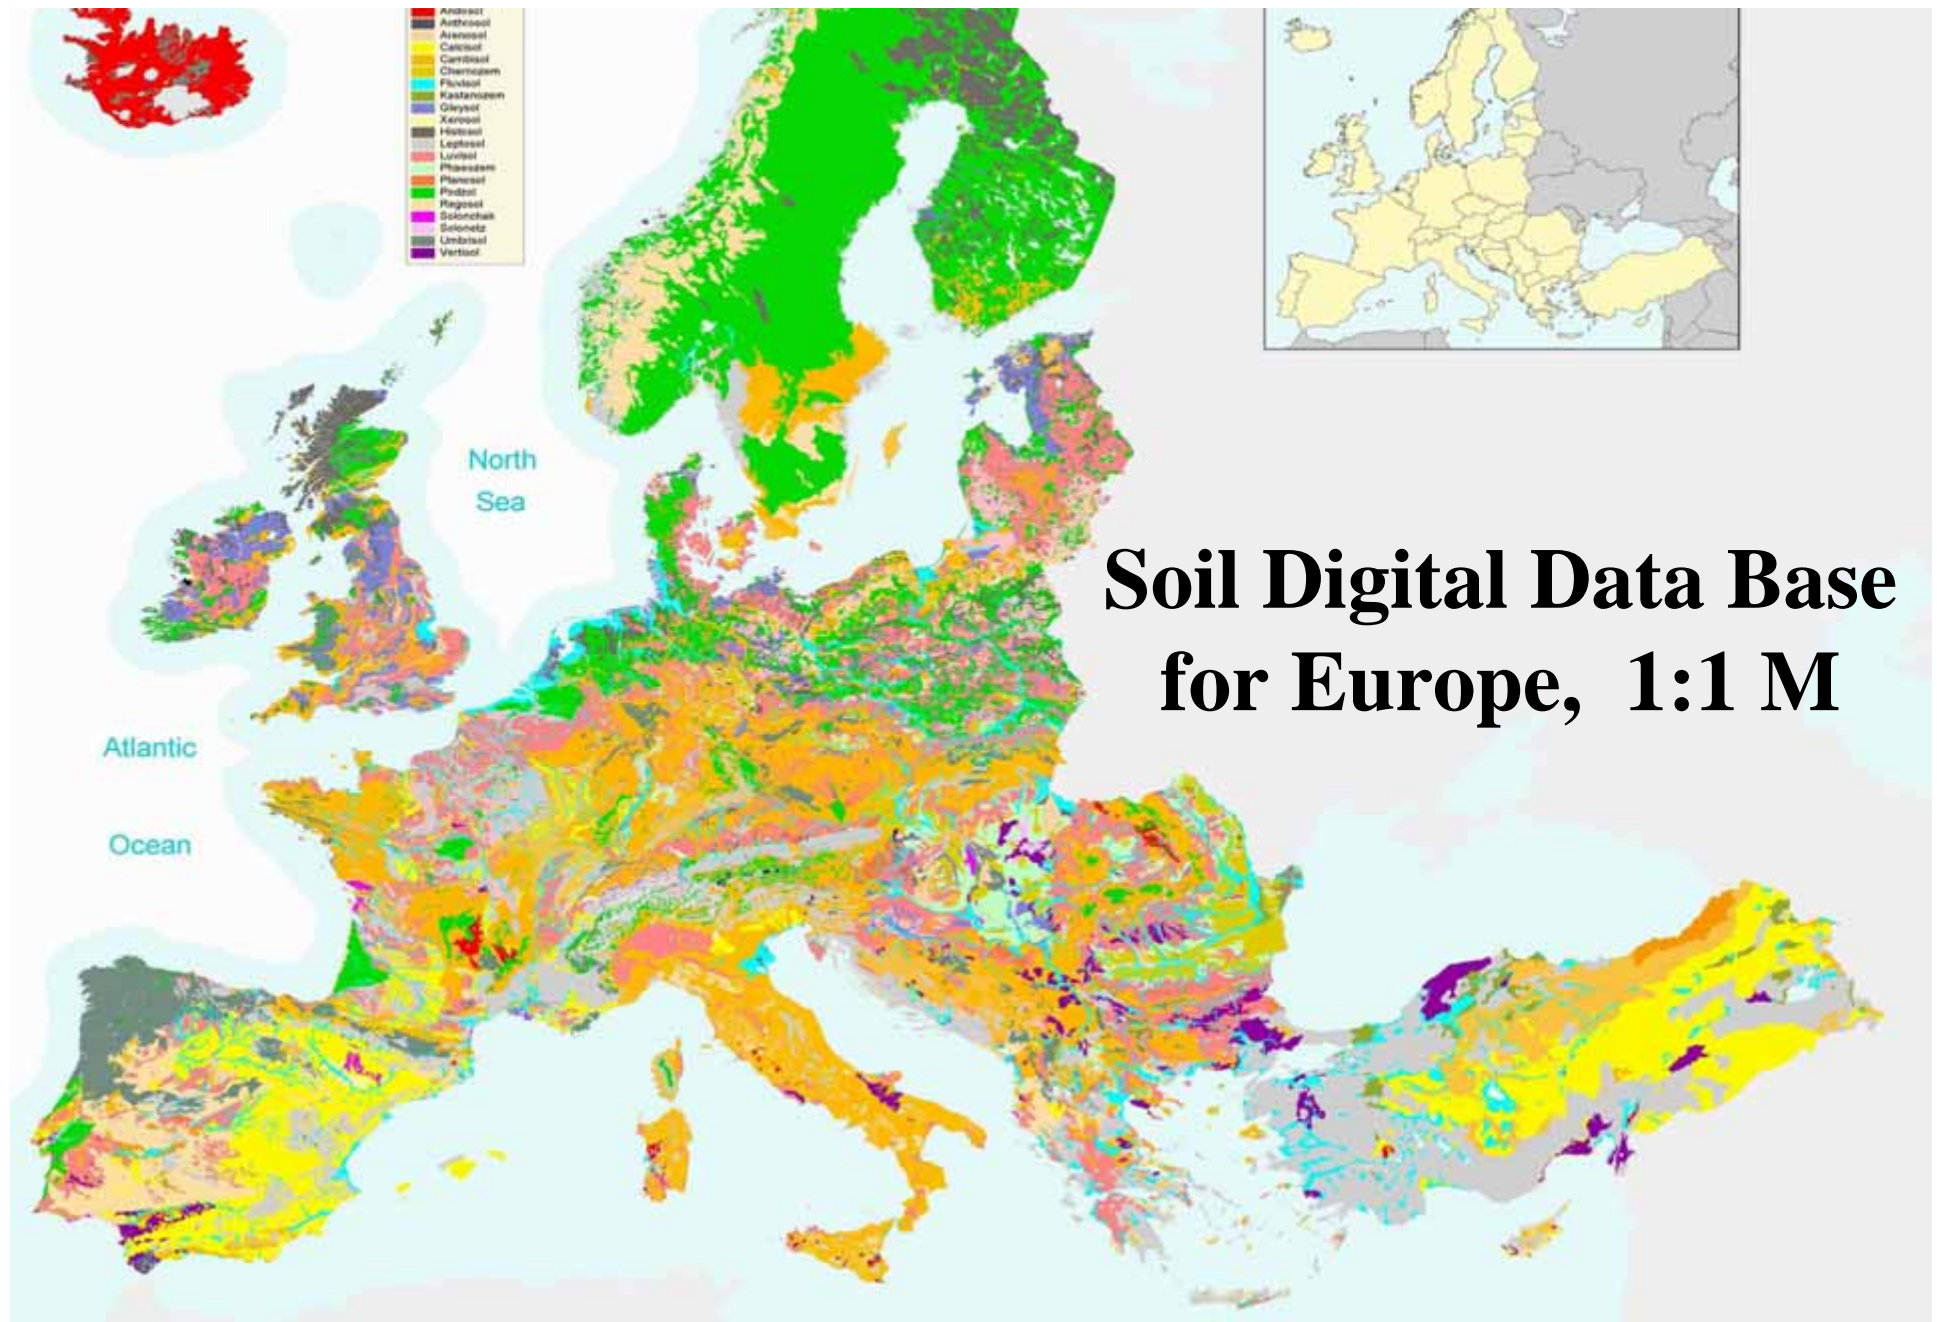 Andosol
Anthrosol
Arenosol
Calcisol
Cambisol
Chernozem
Fluvisol
Kastanozem
Gleysol
Xerosol
Histosol
Leptosol
Luvisol
Phaeozem
Planosol
Podzol
Regosol
Solonchak
Solonetz
Umbrisol
Vertisol
North
Sea
Soil Digital Data Base
for Europe, 1:1 M
Atlantic
Ocean